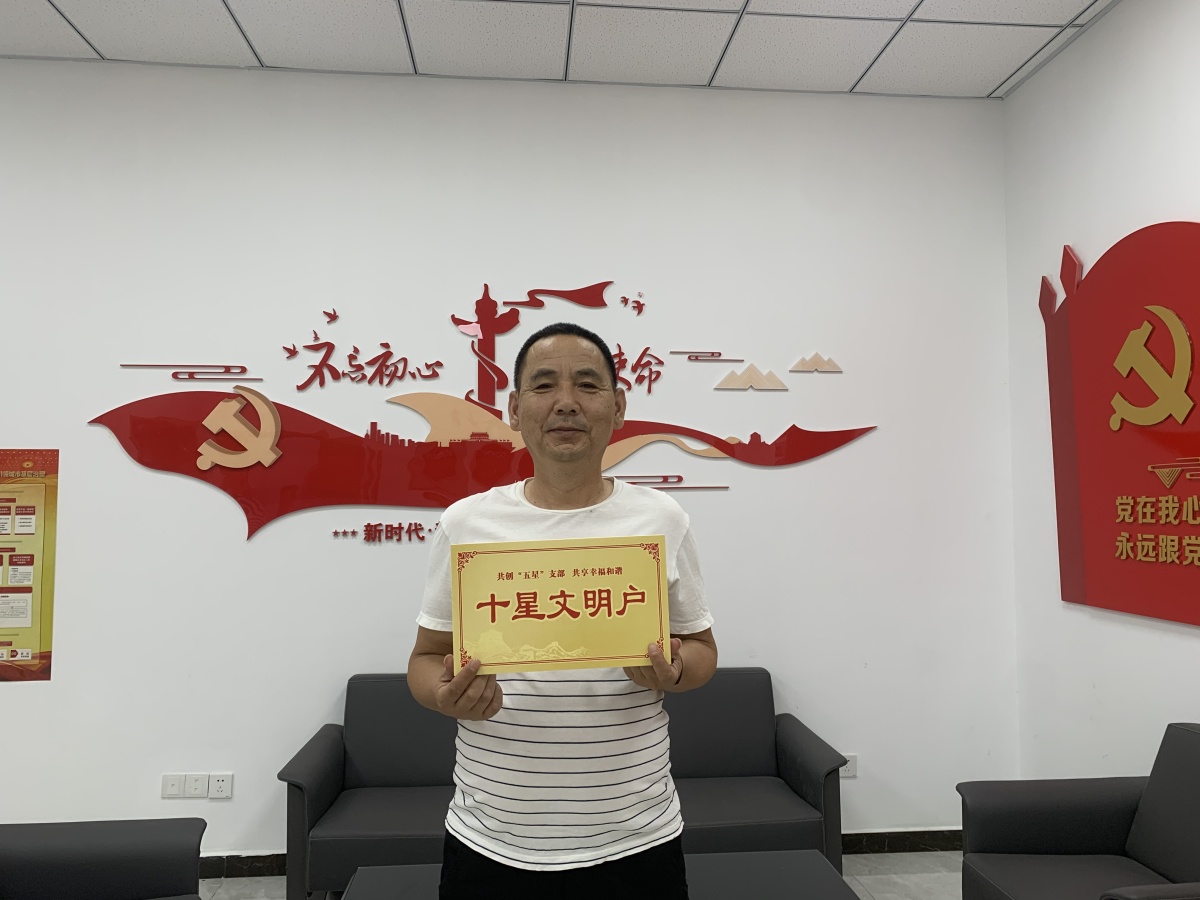 不忘初心
使命
*** 新时代·
共创“五星”支部 共享幸福和谐
十星文明户
党在我心
永远跟党